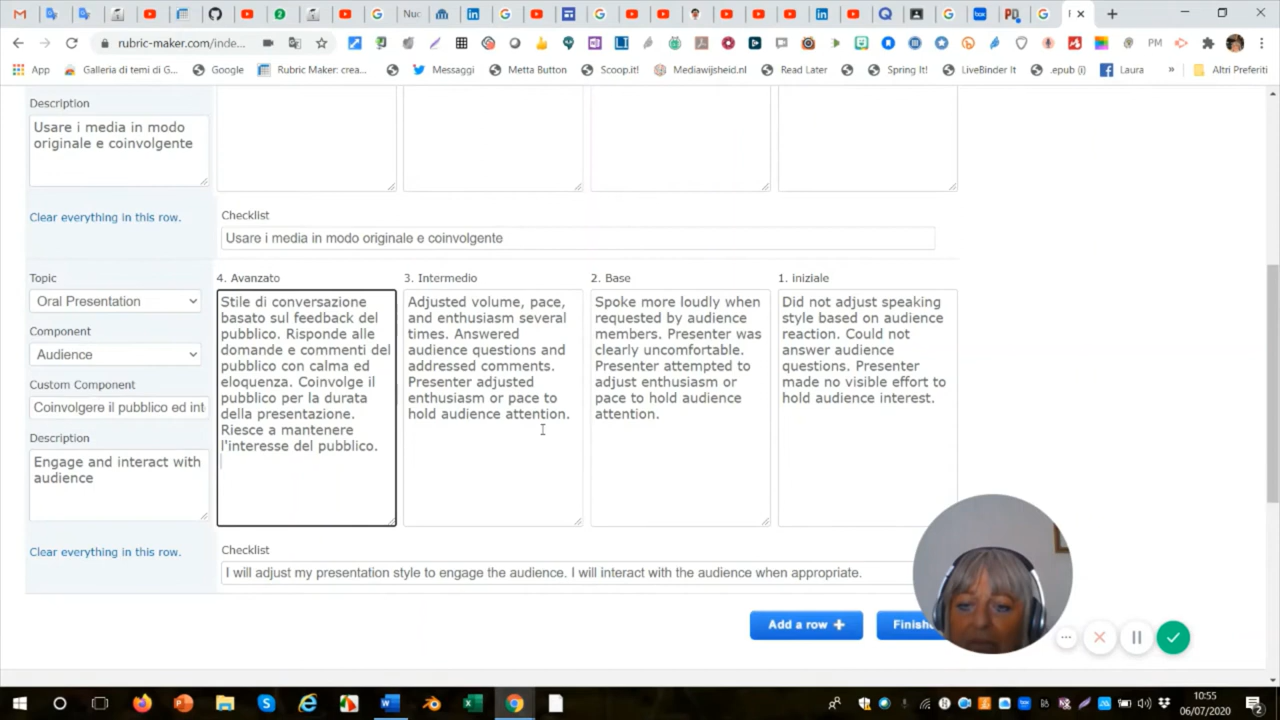 Nuc
rubric-maker.com/inde...
PM
App
Galleria di temi di G...
Google
Rubric Maker: crea...
Messaggi
Metta Button
Scoop.it!
Mediawijsheid.nl
Read Later
Spring It!
LiveBinder It
.epub (i)
Laura
»
Altri Preferiti
Description
Usare i media in modo
originale e coinvolgente
Clear everything in this row.
Checklist
Usare i media in modo originale e coinvolgente
Topic
Oral Presentation
Component
Audience
Custom Component
Coinvolgere il pubblico ed int
Description
Engage and interact with
audience
Clear everything in this row.
4. Avanzato
Stile di conversazione
basato sul feedback del
pubblico. Risponde alle
domande e commenti del
pubblico con calma ed
eloquenza. Coinvolge il
pubblico per la durata
della presentazione.
Riesce a mantenere
l'interesse del pubblico.
3. Intermedio
Adjusted volume, pace,
and enthusiasm several
times. Answered
audience questions and
addressed comments.
Presenter adjusted
enthusiasm or pace to
hold audience attention.
2. Base
Spoke more loudly when
requested by audience
members. Presenter was
clearly uncomfortable.
Presenter attempted to
adjust enthusiasm or
pace to hold audience
attention.
1. iniziale
Did not adjust speaking
style based on audience
reaction. Could not
answer audience
questions. Presenter
made no visible effort to
hold audience interest.
Checklist
I will adjust my presentation style to engage the audience. I will interact with the audience when appropriate.
Add a row +
Finishe
10:55
06/07/2020
2